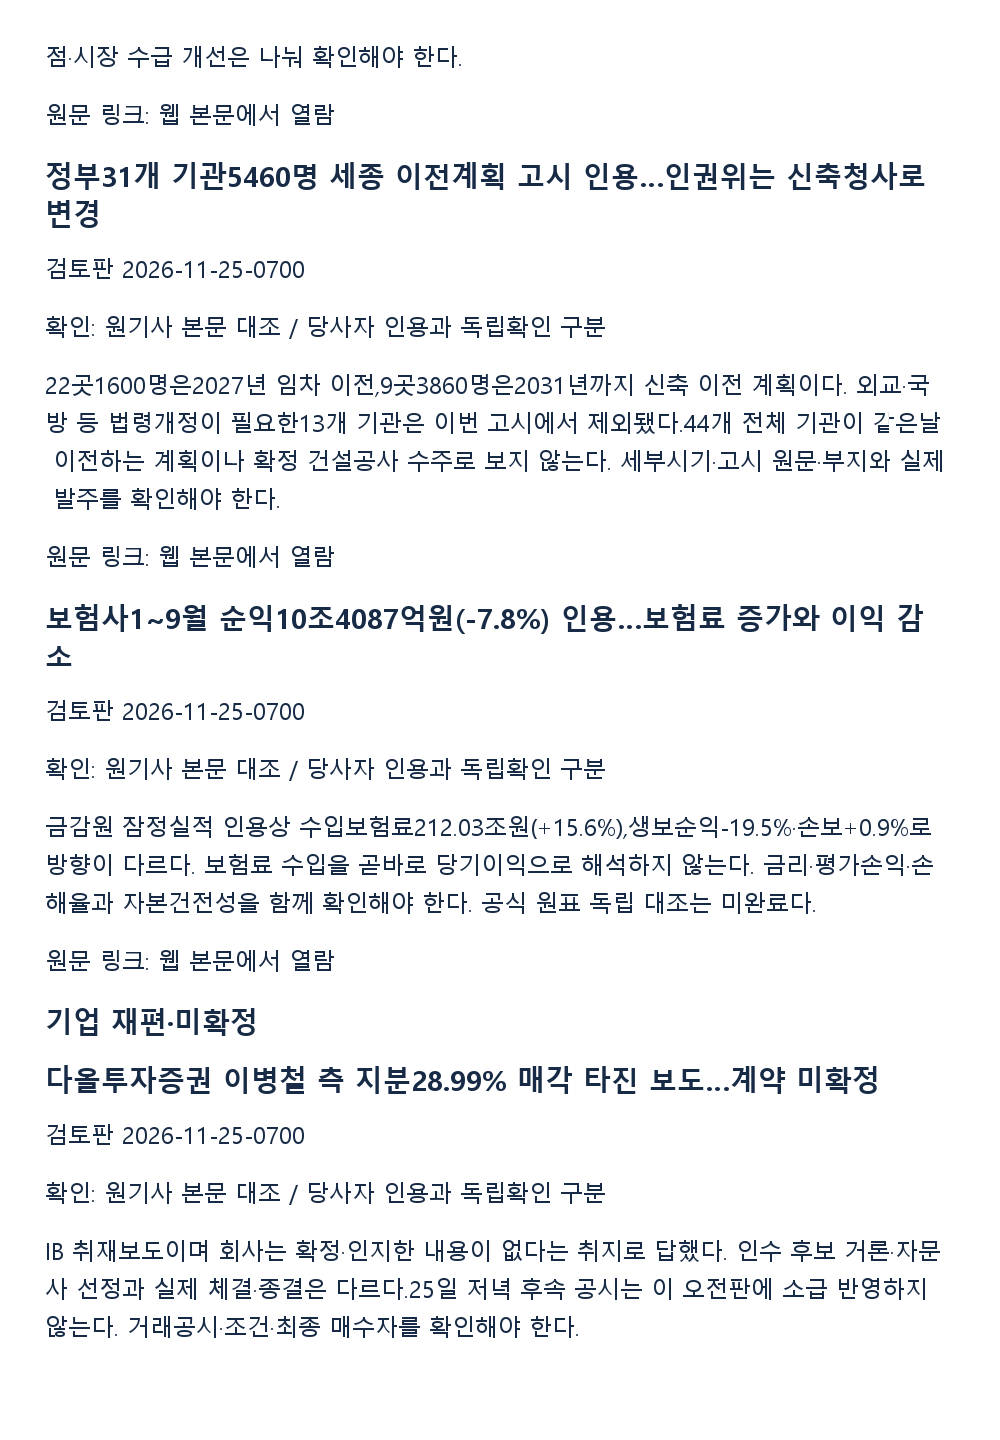 점·시장 수급 개선은 나눠 확인해야 한다.
원문 링크: 웹 본문에서 열람
정부31개 기관5460명 세종 이전계획 고시 인용...인권위는 신축청사로
변경
검토판 2026-11-25-0700
확인: 원기사 본문 대조 / 당사자 인용과 독립확인 구분
22곳1600명은2027년 임차 이전,9곳3860명은2031년까지 신축 이전 계획이다. 외교·국
방 등 법령개정이 필요한13개 기관은 이번 고시에서 제외됐다.44개 전체 기관이 같은날
이전하는 계획이나 확정 건설공사 수주로 보지 않는다. 세부시기·고시 원문·부지와 실제
발주를 확인해야 한다.
원문 링크: 웹 본문에서 열람
보험사1~9월 순익10조4087억원(-7.8%) 인용...보험료 증가와 이익 감
소
검토판 2026-11-25-0700
확인: 원기사 본문 대조 / 당사자 인용과 독립확인 구분
금감원 잠정실적 인용상 수입보험료212.03조원(+15.6%),생보순익-19.5%·손보+0.9%로
방향이 다르다. 보험료 수입을 곧바로 당기이익으로 해석하지 않는다. 금리·평가손익·손
해율과 자본건전성을 함께 확인해야 한다. 공식 원표 독립 대조는 미완료다.
원문 링크: 웹 본문에서 열람
기업 재편·미확정
다올투자증권 이병철 측 지분28.99% 매각 타진 보도...계약 미확정
검토판 2026-11-25-0700
확인: 원기사 본문 대조 / 당사자 인용과 독립확인 구분
IB 취재보도이며 회사는 확정·인지한 내용이 없다는 취지로 답했다. 인수 후보 거론·자문
사 선정과 실제 체결·종결은 다르다.25일 저녁 후속 공시는 이 오전판에 소급 반영하지
않는다. 거래공시·조건·최종 매수자를 확인해야 한다.